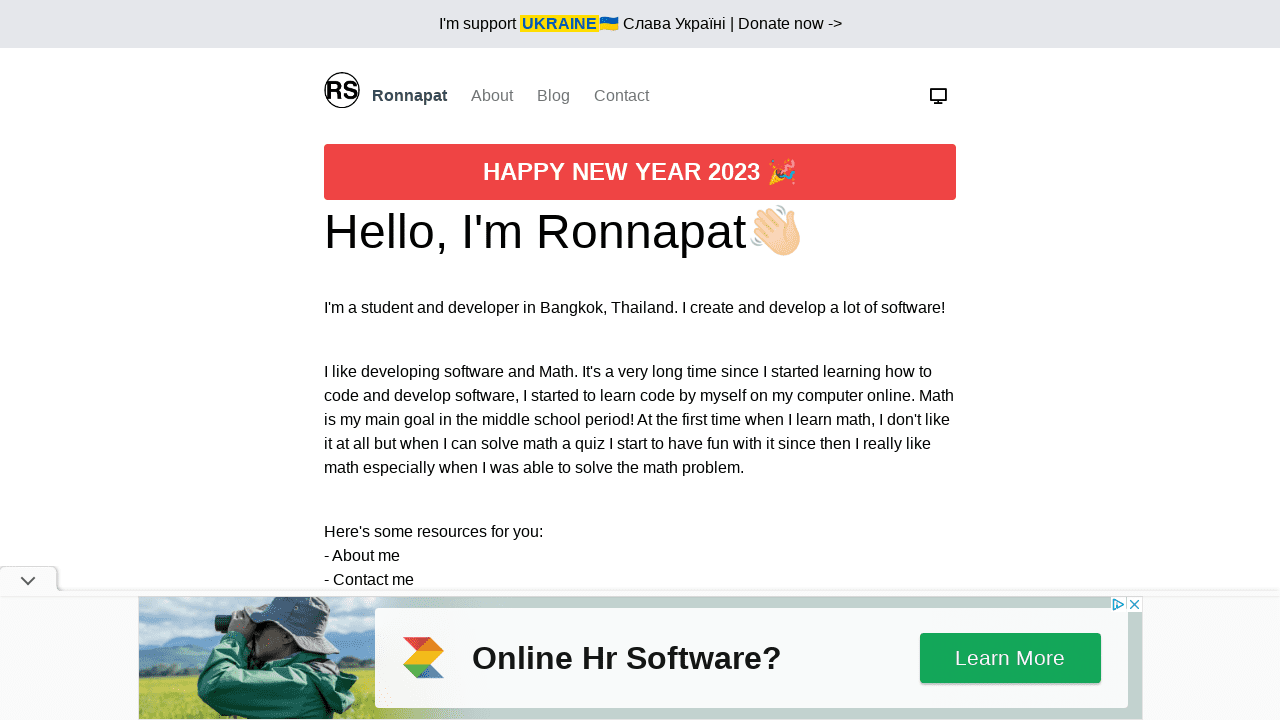 I'm support UKRAINE🇺🇦 Слава Україні | Donate now ->
RS
Ronnapat About Blog Contact
HAPPY NEW YEAR 2023 🎉
Hello, I'm Ronnapat👋🏻
I'm a student and developer in Bangkok, Thailand. I create and develop a lot of software!
I like developing software and Math. It's a very long time since I started learning how to
code and develop software, I started to learn code by myself on my computer online. Math
is my main goal in the middle school period! At the first time when I learn math, I don't like
it at all but when I can solve math a quiz I start to have fun with it since then I really like
math especially when I was able to solve the math problem.
Here's some resources for you:
- About me
- Contact me
Online Hr Software?
Learn More